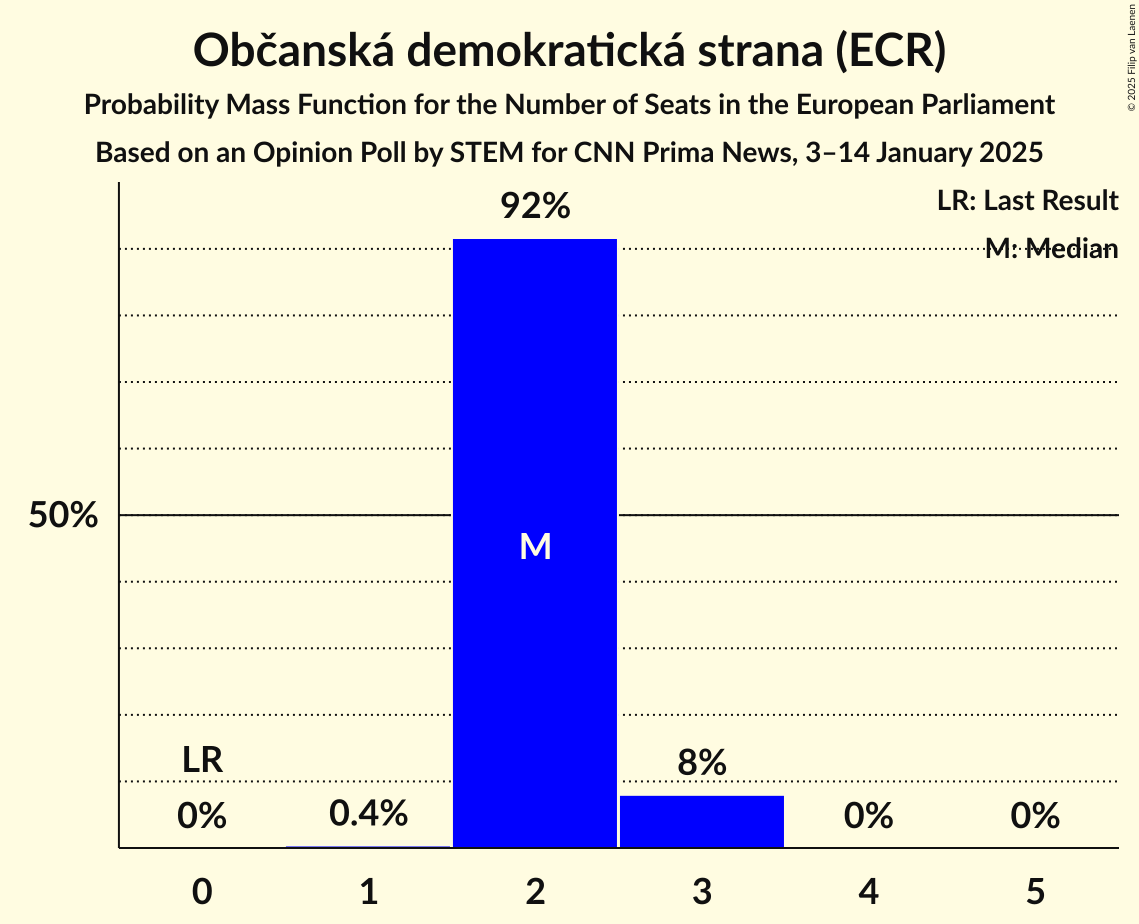 Občanská demokratická strana (ECR)
Probability Mass Function for the Number of Seats in the European Parliament
Based on an Opinion Poll by STEM for CNN Prima News, 3–14 January 2025
© 2025 Filip van Laenen
LR: Last Result
M: Median
92%
50%
M
LR
0%
0.4%
8%
0%
0%
0 1 2 3 4 5